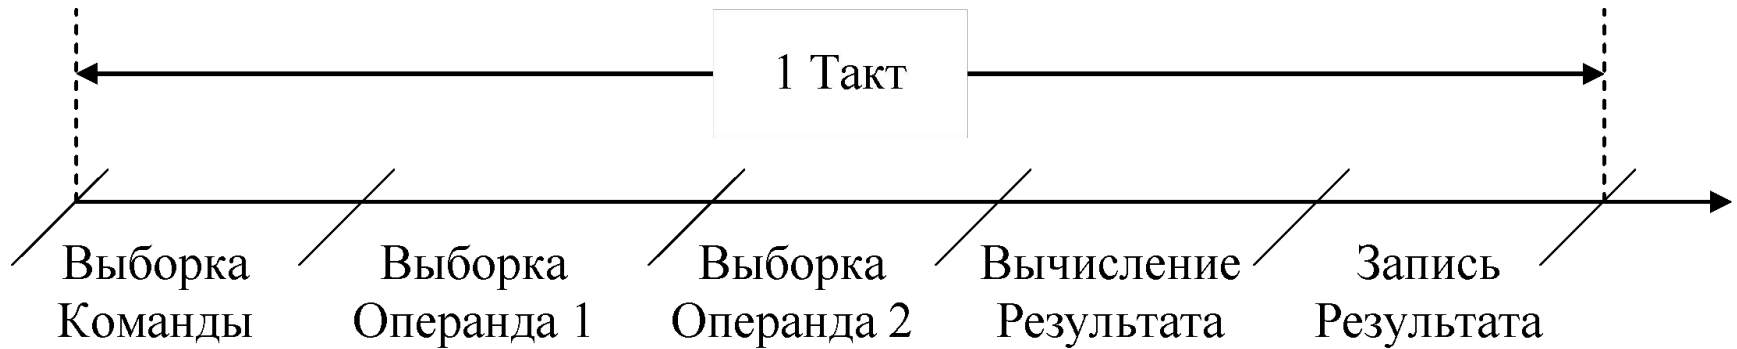 1 Такт
Выборка Команды
Выборка Операнда 1
Выборка Операнда 2
Вычисление Результата
Запись Результата